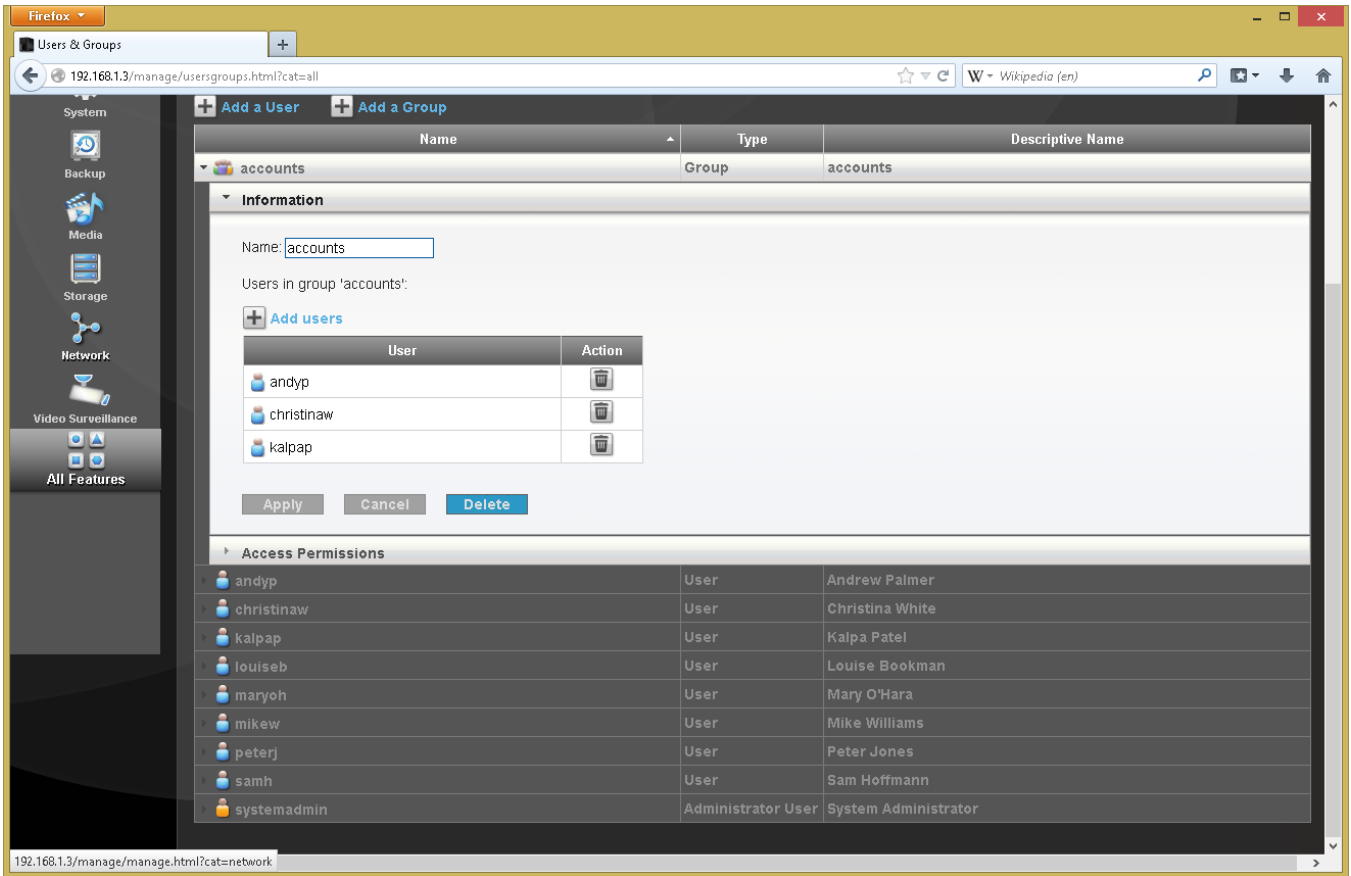 Firefox
Users & Groups
192.168.1.3/manage/usersgroups.html?cat=all
W Wikipedia (en)
System
Backup
Media
Storage
Network
Video Surveillance
All Features
Add a User Add a Group
Name Type Descriptive Name
accounts Group accounts
Information
Name: accounts
Users in group 'accounts':
Add users
User Action
andyp
christinaw
kalpap
Apply Cancel Delete
Access Permissions
andyp User Andrew Palmer
christinaw User Christina White
kalpap User Kalpa Patel
louiseb User Louise Bookman
maryoh User Mary O'Hara
mikew User Mike Williams
peterj User Peter Jones
samh User Sam Hoffmann
systemadmin Administrator User System Administrator
192.168.1.3/manage/manage.html?cat=network